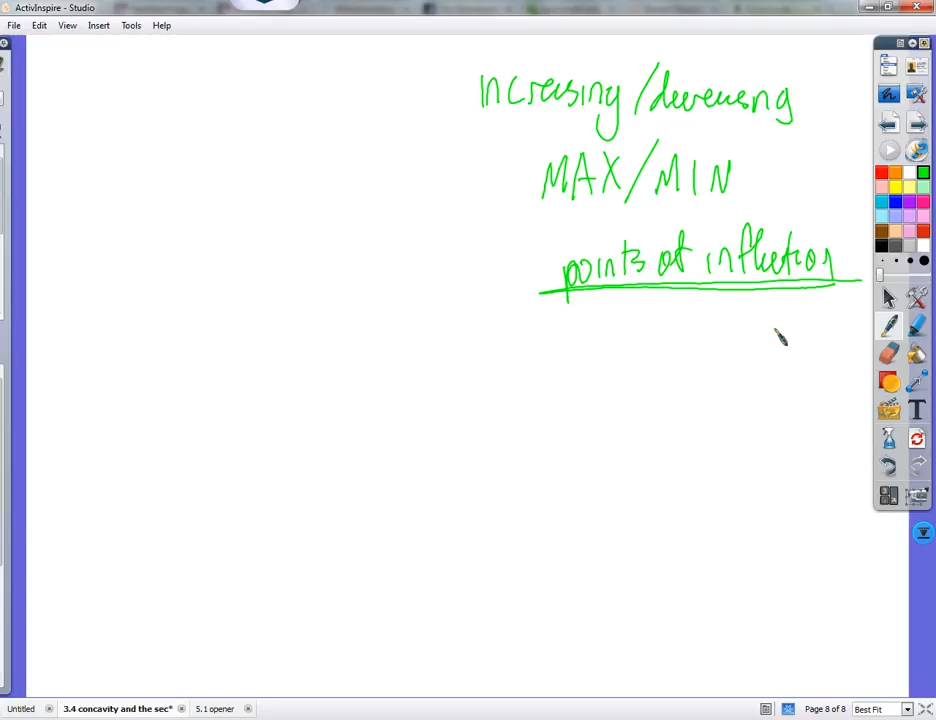 ActivInspire - Studio
File Edit View Insert Tools Help
increasing/decreasing
MAX/MIN
points of inflection
T
Untitled 3.4 concavity and the sec* 5.1 opener Page 8 of 8 Best Fit